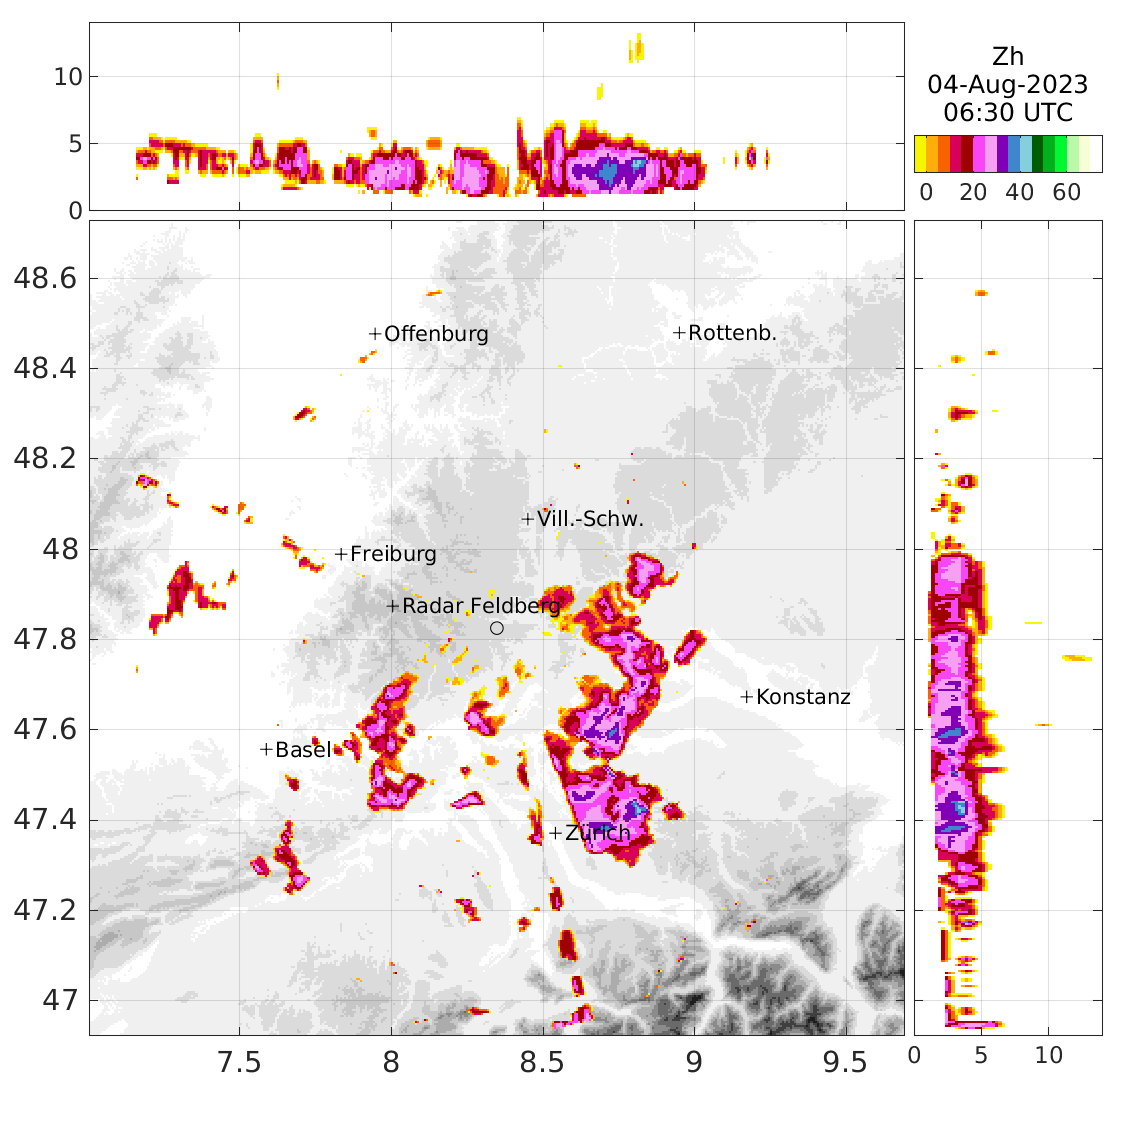 10
5
0
Zh
04-Aug-2023
06:30 UTC
0 20 40 60
48.6
48.4
48.2
48
47.8
47.6
47.4
47.2
47
+Offenburg
+Rottenb.
+Vill.-Schw.
+Freiburg
+Radar Feldberg
+Konstanz
+Basel
+Zürich
7.5 8 8.5 9 9.5
0 5 10